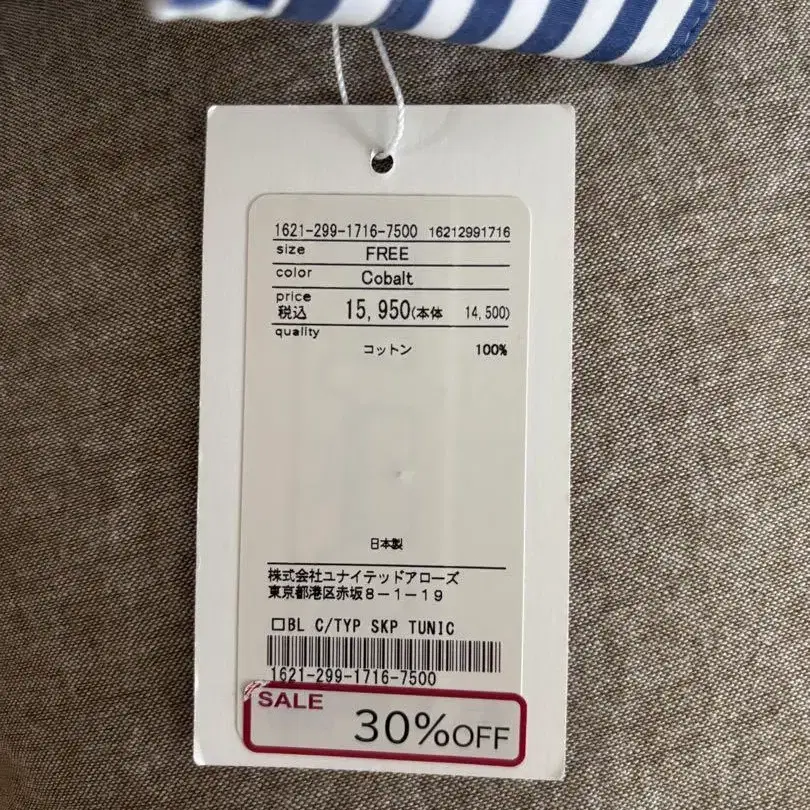 1621-299-1716-7500 16212991716
size FREE
color Cobalt
price
税込 15,950(本体 14,500)
quality
コットン 100%
日本製
株式会社ユナイテッドアローズ
東京都港区赤坂8-1-19
□BL C/TYP SKP TUNIC
1621-299-1716-7500
SALE
30%OFF